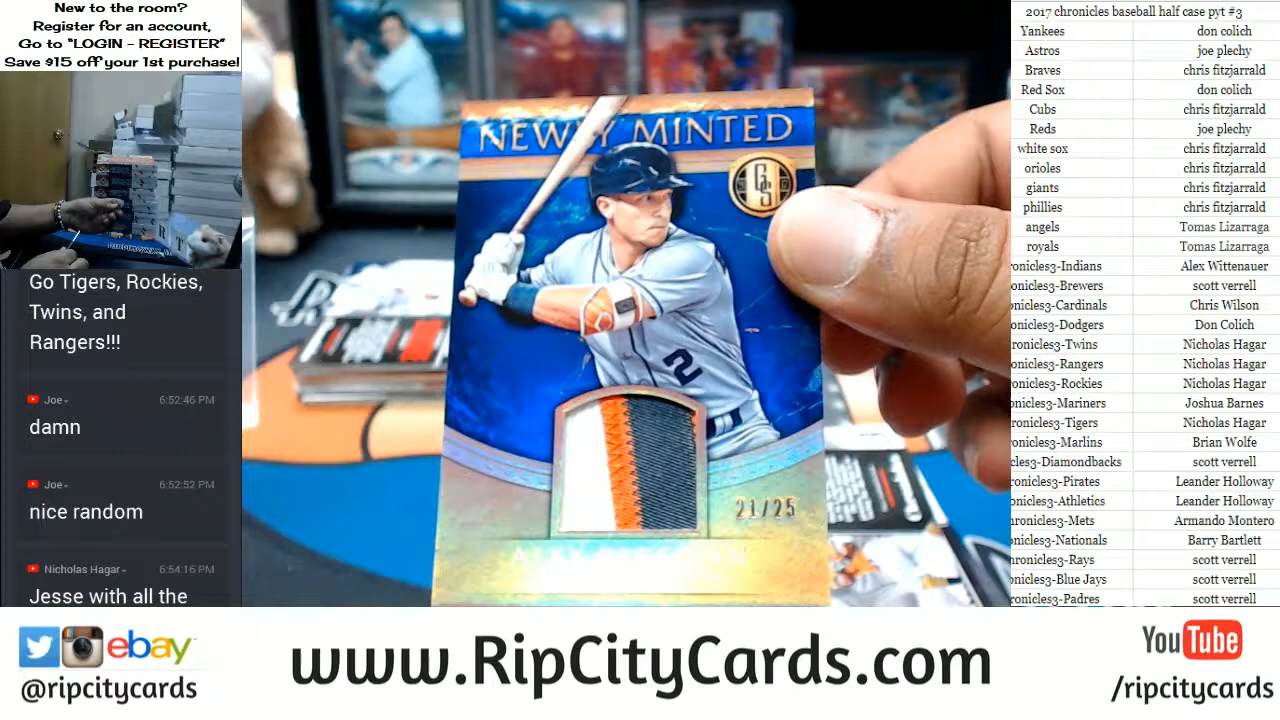 New to the room?
Register for an account,
Go to "LOGIN - REGISTER"
Save $15 off your 1st purchase!
Go Tigers, Rockies,
Twins, and
Rangers!!!
Joe
6:52:46 PM
damn
Joe
6:52:52 PM
nice random
Nicholas Hagar
6:54:16 PM
Jesse with all the
NEWLY MINTED
GS
2
21/25
2017 chronicles baseball half case pyt #3
Yankees don colich
Astros joe plechy
Braves chris fitzjarrald
Red Sox don colich
Cubs chris fitzjarrald
Reds joe plechy
white sox chris fitzjarrald
orioles chris fitzjarrald
giants chris fitzjarrald
phillies chris fitzjarrald
angels Tomas Lizarraga
royals Tomas Lizarraga
ronicles3-Indians Alex Wittenauer
onicles3-Brewers scott verrell
onicles3-Cardinals Chris Wilson
onicles3-Dodgers Don Colich
ronicles3-Twins Nicholas Hagar
onicles3-Rangers Nicholas Hagar
onicles3-Rockies Nicholas Hagar
onicles3-Mariners Joshua Barnes
ronicles3-Tigers Nicholas Hagar
onicles3-Marlins Brian Wolfe
cles3-Diamondbacks scott verrell
onicles3-Pirates Leander Holloway
onicles3-Athletics Leander Holloway
hronicles3-Mets Armando Montero
onicles3-Nationals Barry Bartlett
hronicles3-Rays scott verrell
onicles3-Blue Jays scott verrell
ronicles3-Padres scott verrell
ebay
@ripcitycards
www.RipCityCards.com
YouTube
/ripcitycards